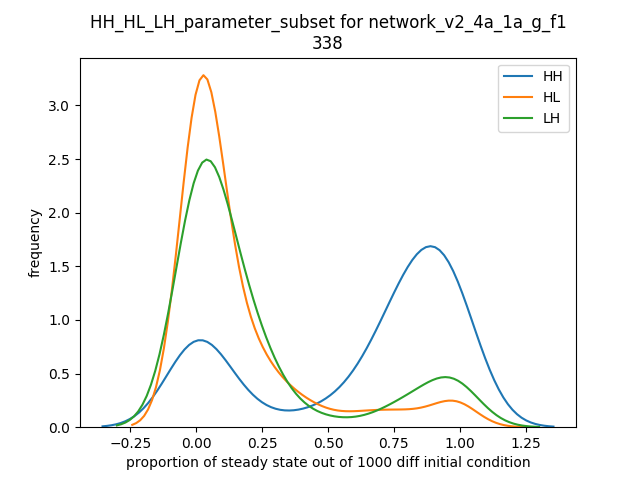 HH_HL_LH_parameter_subset for network_v2_4a_1a_g_f1
338
HH
HL
LH
frequency
3.0
2.5
2.0
1.5
1.0
0.5
0.0
−0.25 0.00 0.25 0.50 0.75 1.00 1.25
proportion of steady state out of 1000 diff initial condition